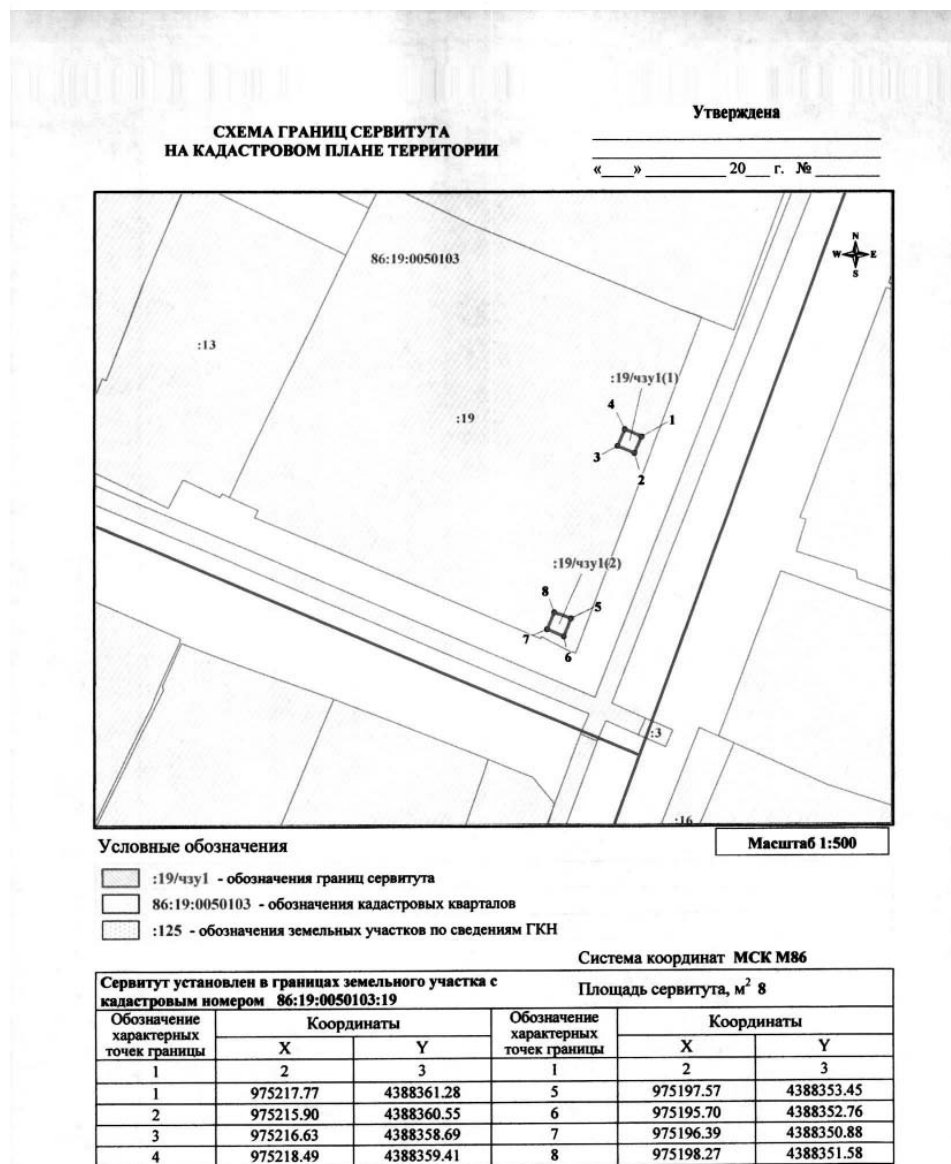 Утверждена
СХЕМА ГРАНИЦ СЕРВИТУТА
НА КАДАСТРОВОМ ПЛАНЕ ТЕРРИТОРИИ
«____» _________ 20___ г. № _______
N
W E
S
86:19:0050103
:13
:19/чзу1(1)
4
1
:19
3
2
:19/чзу1(2)
8
5
7
6
:3
:16
Условные обозначения
Масштаб 1:500
:19/чзу1 - обозначения границ сервитута
86:19:0050103 - обозначения кадастровых кварталов
:125 - обозначения земельных участков по сведениям ГКН
Система координат МСК М86
Сервитут установлен в границах земельного участка с
кадастровым номером 86:19:0050103:19
Площадь сервитута, м² 8
Обозначение характерных точек границы Координаты Обозначение характерных точек границы Координаты
X Y X Y
1 2 3 1 2 3
1 975217.77 4388361.28 5 975197.57 4388353.45
2 975215.90 4388360.55 6 975195.70 4388352.76
3 975216.63 4388358.69 7 975196.39 4388350.88
4 975218.49 4388359.41 8 975198.27 4388351.58